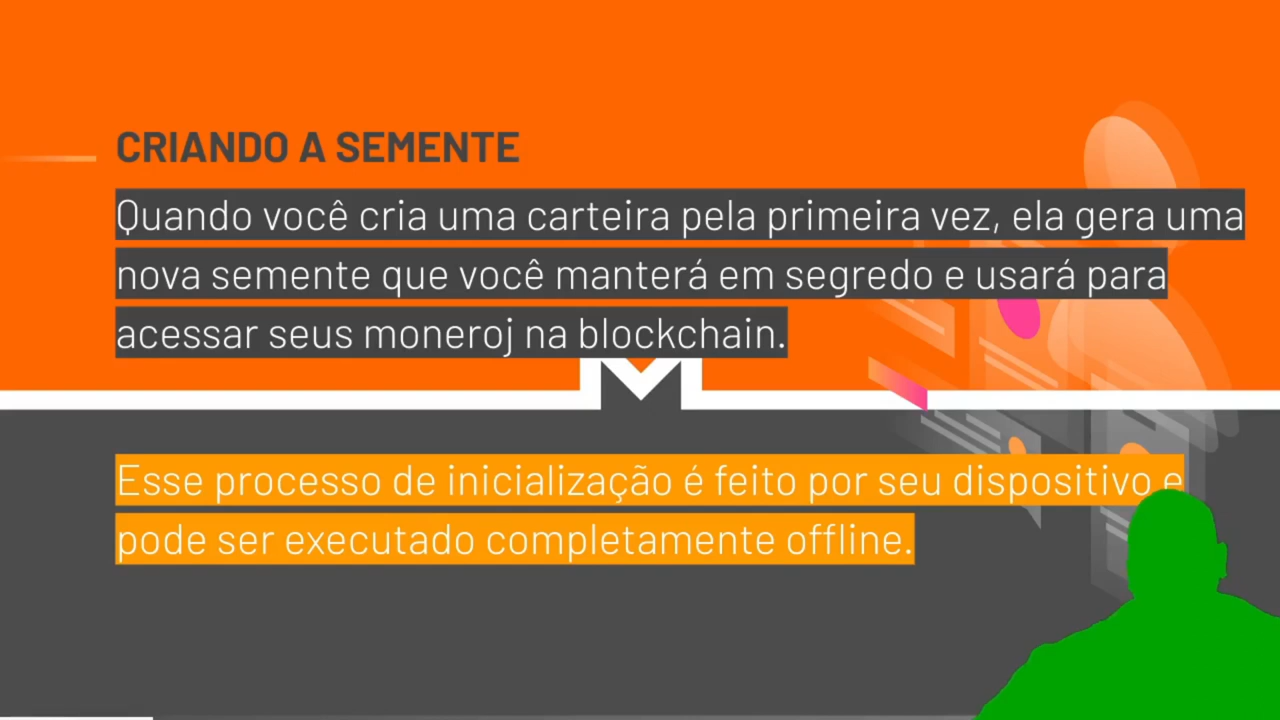 CRIANDO A SEMENTE
Quando você cria uma carteira pela primeira vez, ela gera uma
nova semente que você manterá em segredo e usará para
acessar seus moneroj na blockchain.
Esse processo de inicialização é feito por seu dispositivo e
pode ser executado completamente offline.